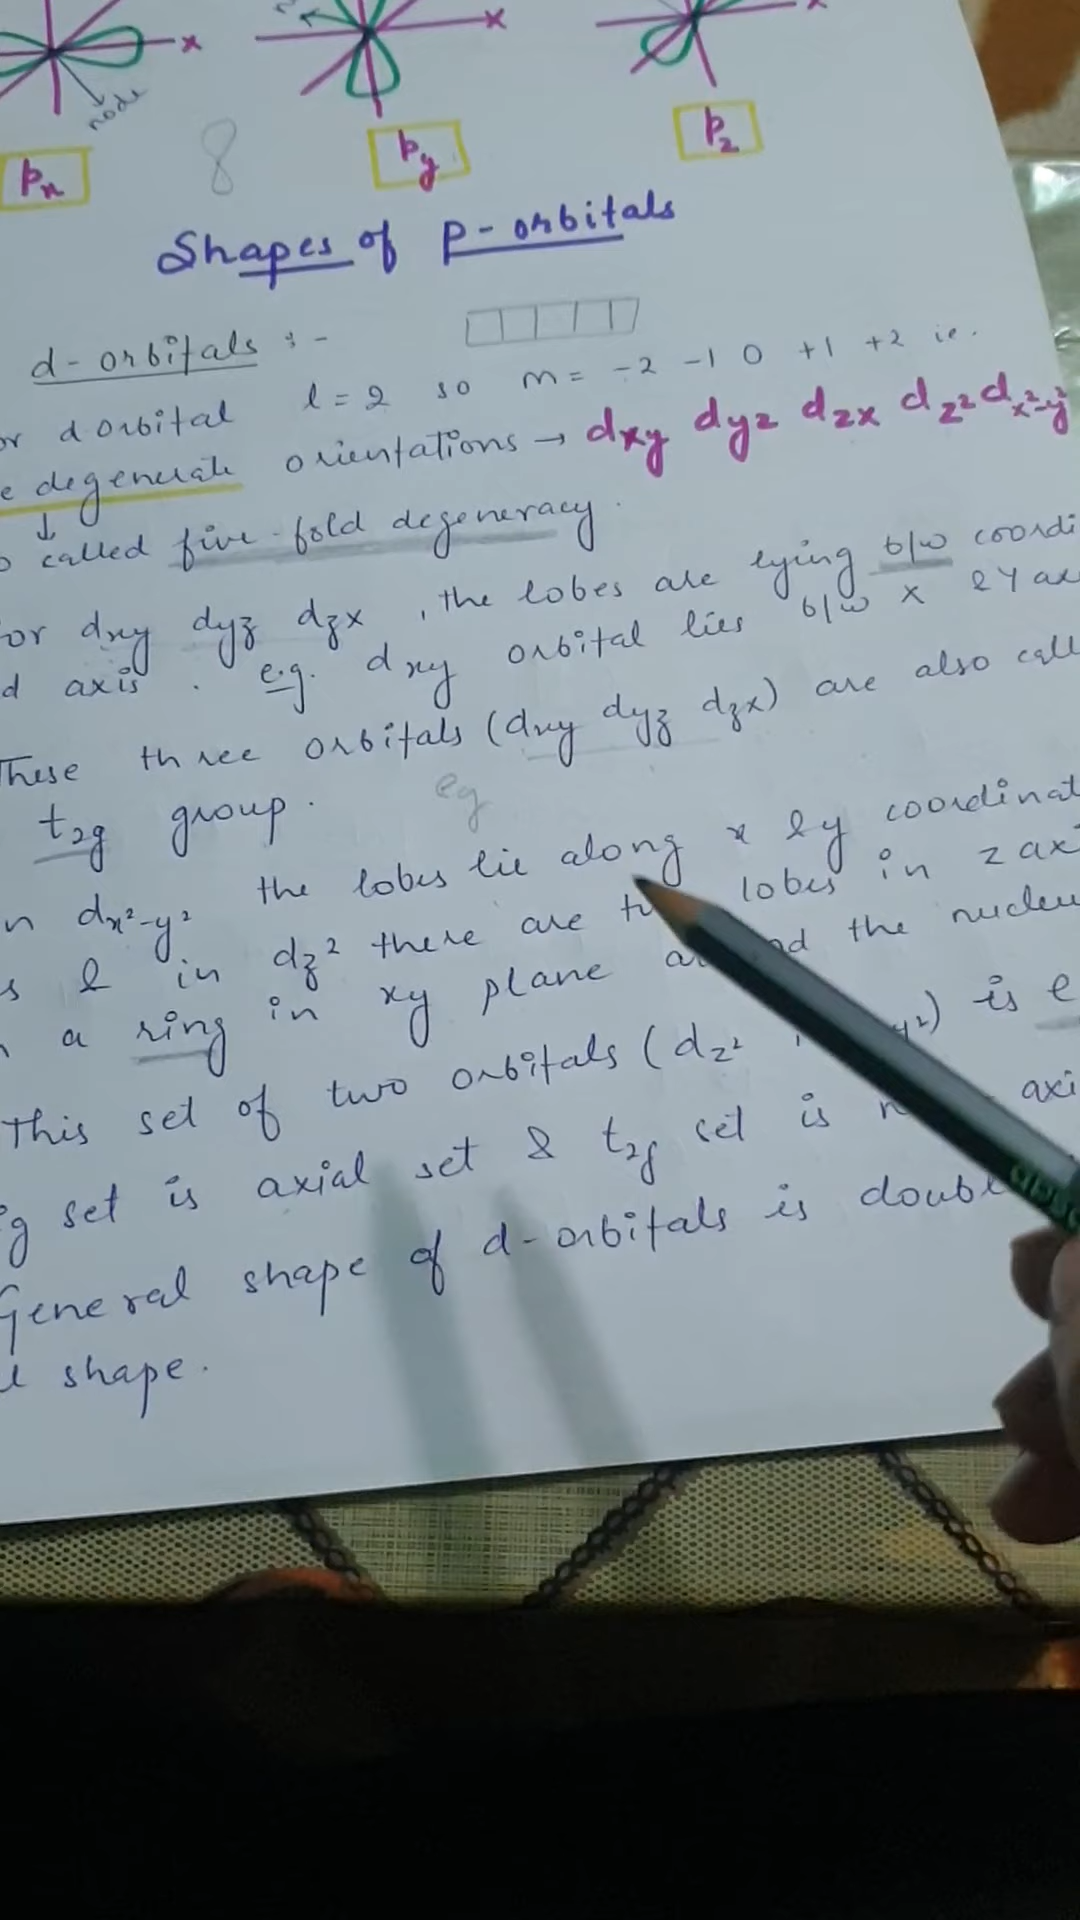 x x x
node
px py pz
8
Shapes of p-orbitals
d-orbitals :-
or d orbital l = 2 so m = -2 -1 0 +1 +2 ie.
e degenerate orientations → dxy dyz dzx dz² dx²-y²
called five-fold degeneracy.
or dxy dyz dzx , the lobes are lying b/w coordi
d axis . e.g. dxy orbital lies b/w x & y ax
These three orbitals (dxy dyz dzx) are also call
t2g group.
eg
n dx²-y² the lobes lie along x & y coordinat
s & in dz² there are lobes in z ax
a ring in xy plane the nucleu
This set of two orbitals (dz² y²) is e
g set is axial set & t2g set is axi
General shape of d-orbitals is doubl
shape.